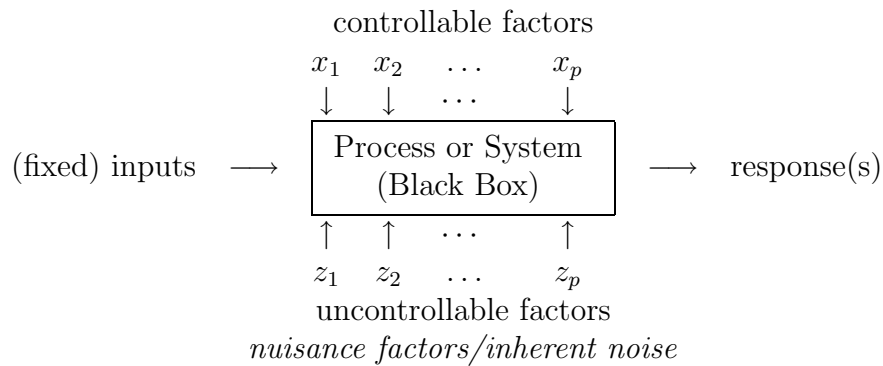 controllable factors
x₁ x₂ … xₚ
↓ ↓ … ↓
Process or System
(fixed) inputs ⟶ (Black Box) ⟶ response(s)
↑ ↑ … ↑
z₁ z₂ … zₚ
uncontrollable factors
nuisance factors/inherent noise